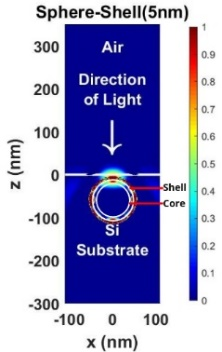 Sphere-Shell(5nm)
300
200
100
0
-100
-200
-300
z (nm)
Air
Direction
of Light
Shell
Core
Si
Substrate
-100 0 100
x (nm)
1
0.9
0.8
0.7
0.6
0.5
0.4
0.3
0.2
0.1
0